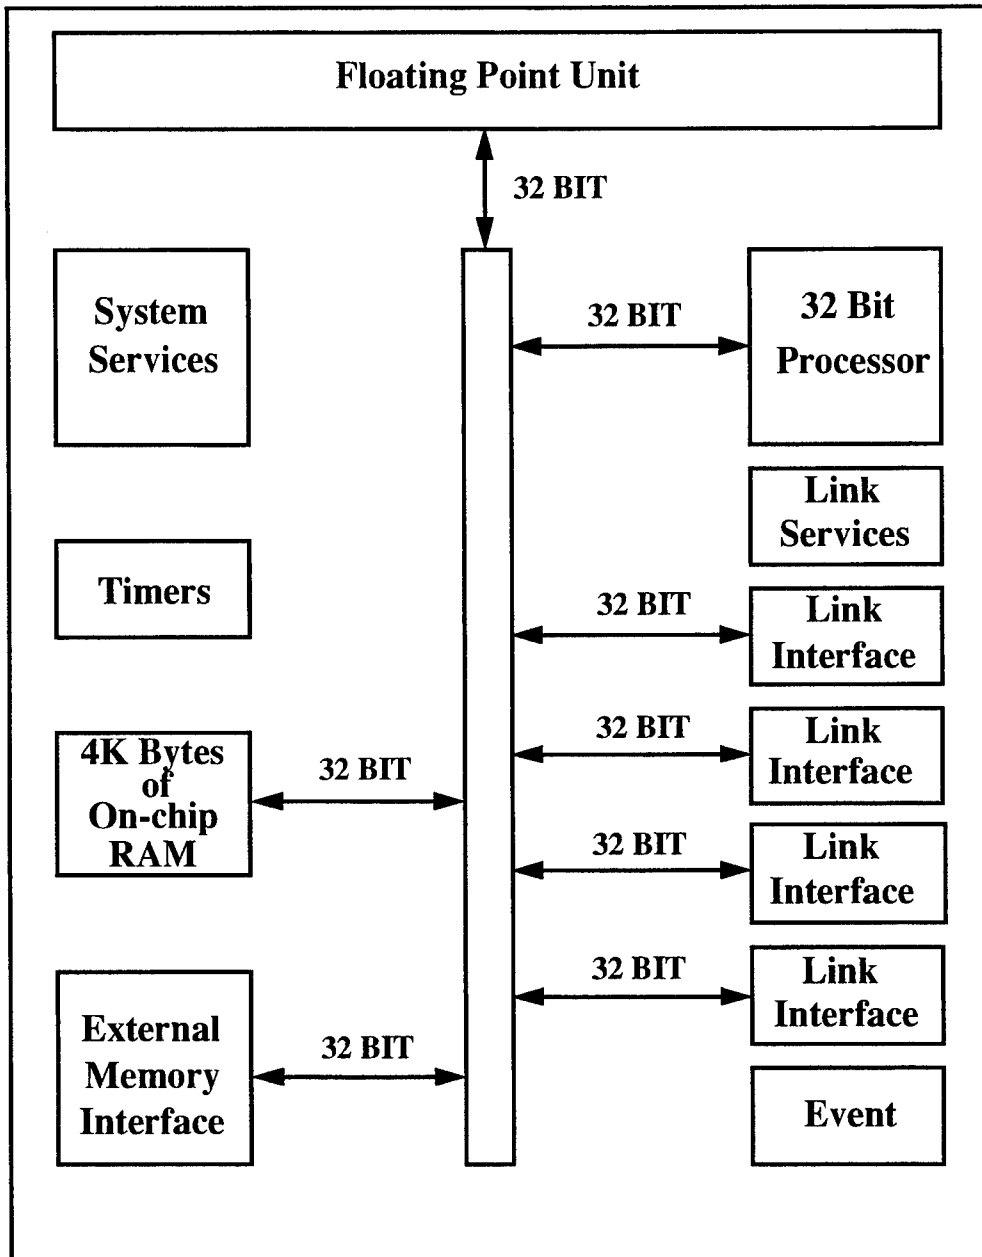 Floating Point Unit
32 BIT
System
Services
32 BIT
32 Bit
Processor
Link
Services
Timers
32 BIT
Link
Interface
4K Bytes
of
On-chip
RAM
32 BIT
32 BIT
Link
Interface
32 BIT
Link
Interface
External
Memory
Interface
32 BIT
32 BIT
Link
Interface
Event